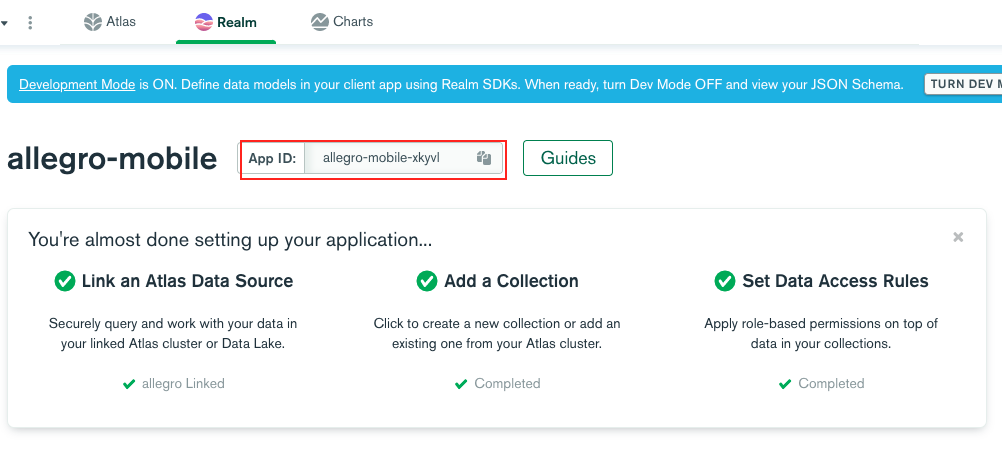 Atlas
Realm
Charts
Development Mode is ON. Define data models in your client app using Realm SDKs. When ready, turn Dev Mode OFF and view your JSON Schema.
TURN DEV
allegro-mobile
App ID:
allegro-mobile-xkyvl
Guides
You're almost done setting up your application...
Link an Atlas Data Source
Securely query and work with your data in
your linked Atlas cluster or Data Lake.
allegro Linked
Add a Collection
Click to create a new collection or add an
existing one from your Atlas cluster.
Completed
Set Data Access Rules
Apply role-based permissions on top of
data in your collections.
Completed